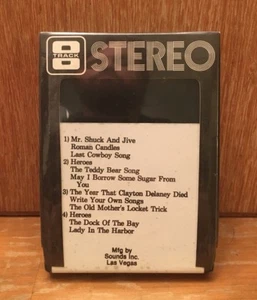 8
TRACK
STEREO
1) Mr. Shuck And Jive
Roman Candles
Last Cowboy Song
2) Heroes
The Teddy Bear Song
May I Borrow Some Sugar From
You
3) The Year That Clayton Delaney Died
Write Your Own Songs
The Old Mother's Locket Trick
4) Heroes
The Dock Of The Bay
Lady In The Harbor
Mfg by
Sounds Inc.
Las Vegas